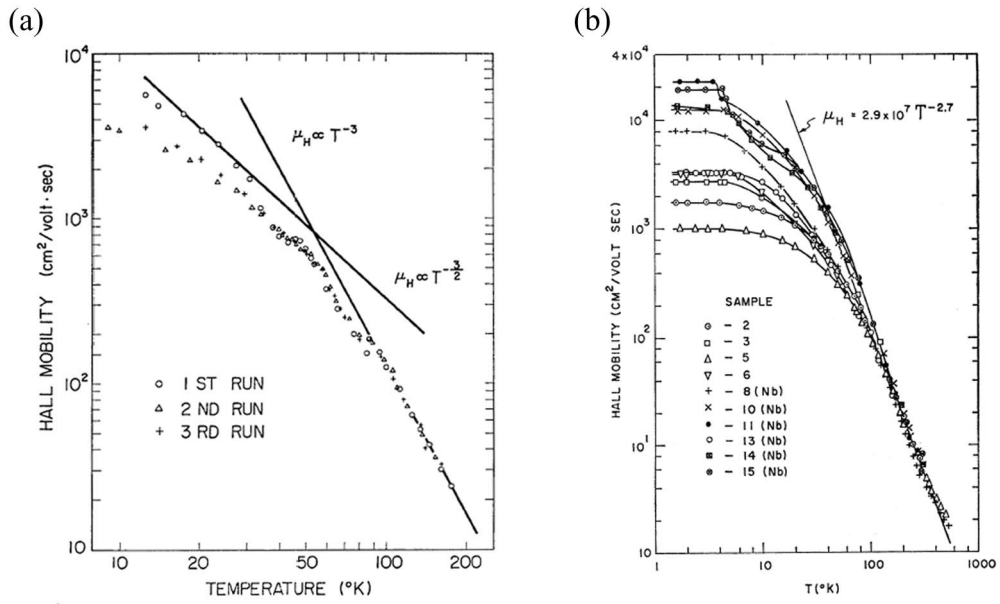 (a)
10⁴
10³
10²
10
HALL MOBILITY (cm²/volt·sec)
μH ∝ T⁻³
μH ∝ T^-3/2
○ 1 ST RUN
△ 2 ND RUN
+ 3 RD RUN
10 20 50 100 200
TEMPERATURE (°K)
(b)
4×10⁴
10⁴
10³
10²
10¹
10
HALL MOBILITY (CM²/VOLT SEC)
μH = 2.9 x 10⁷ T⁻²·⁷
SAMPLE
– 2
– 3
– 5
– 6
– 8 (Nb)
– 10 (Nb)
– 11 (Nb)
– 13 (Nb)
– 14 (Nb)
– 15 (Nb)
1 10 100 1000
T(°K)